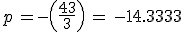 p = -(43/3) = -14.3333